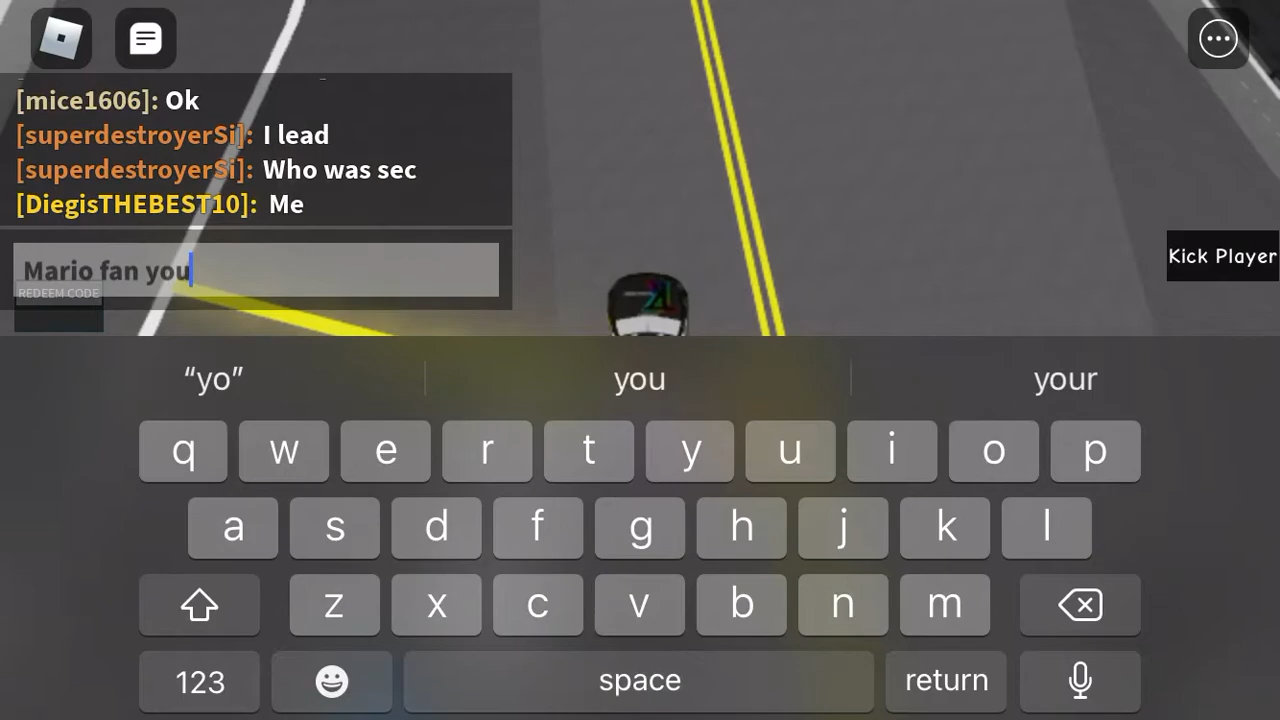 [mice1606]: Ok
[superdestroyerSi]: I lead
[superdestroyerSi]: Who was sec
[DiegisTHEBEST10]: Me
Mario fan you
REDEEM CODE
Kick Player
“yo” you your
q w e r t y u i o p
a s d f g h j k l
z x c v b n m
123 space return